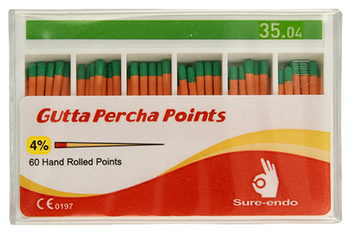 35.04
Gutta Percha Points
4%
60 Hand Rolled Points
CE 0197
Sure-endo